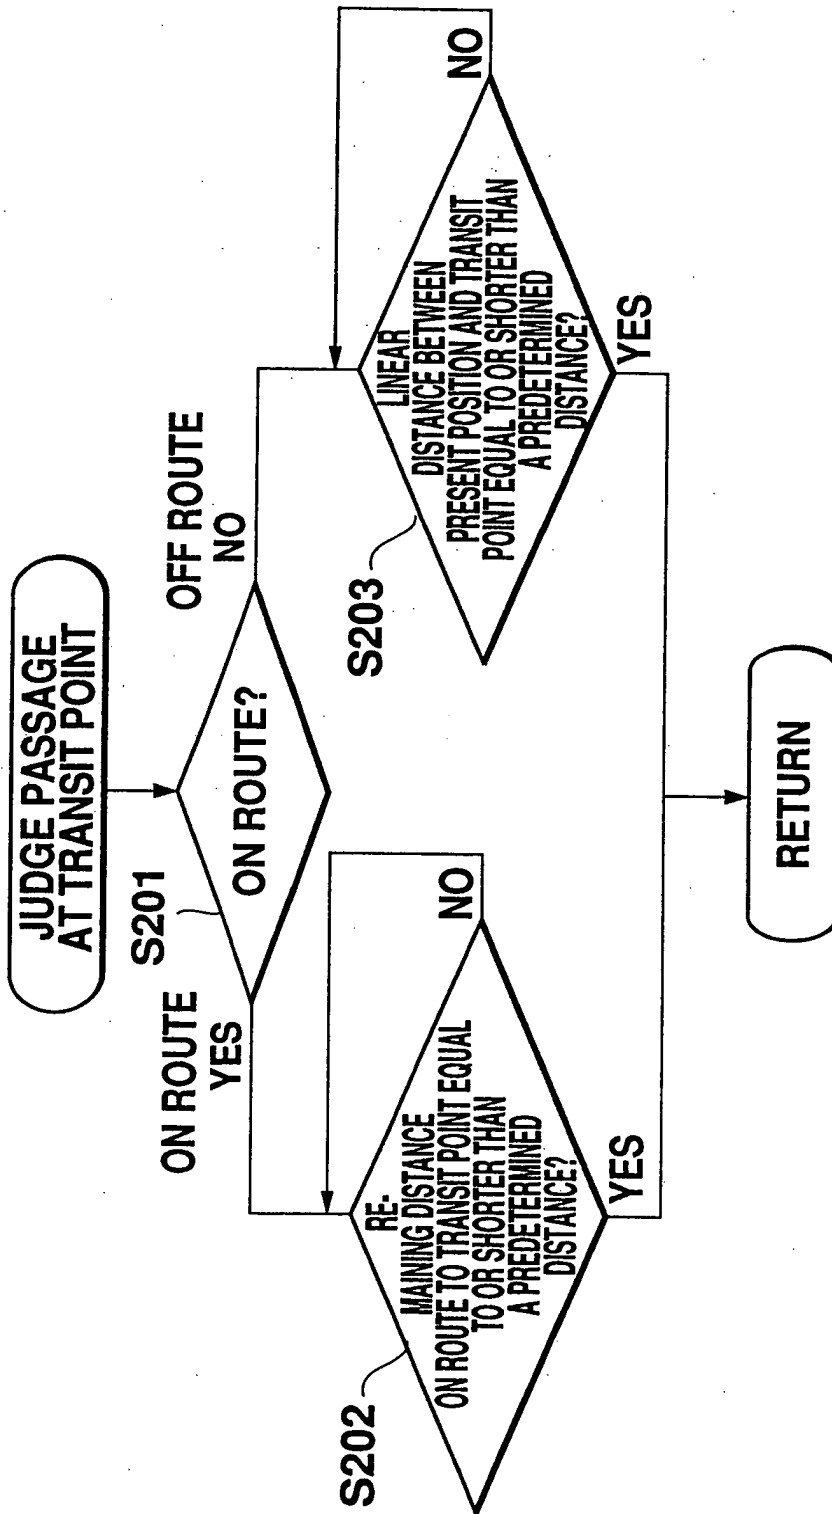 JUDGE PASSAGE
AT TRANSIT POINT
S201
ON ROUTE?
ON ROUTE
YES
OFF ROUTE
NO
S202
RE-
MAINING DISTANCE
ON ROUTE TO TRANSIT POINT EQUAL
TO OR SHORTER THAN
A PREDETERMINED
DISTANCE?
NO
YES
S203
LINEAR
DISTANCE BETWEEN
PRESENT POSITION AND TRANSIT
POINT EQUAL TO OR SHORTER THAN
A PREDETERMINED
DISTANCE?
NO
YES
RETURN